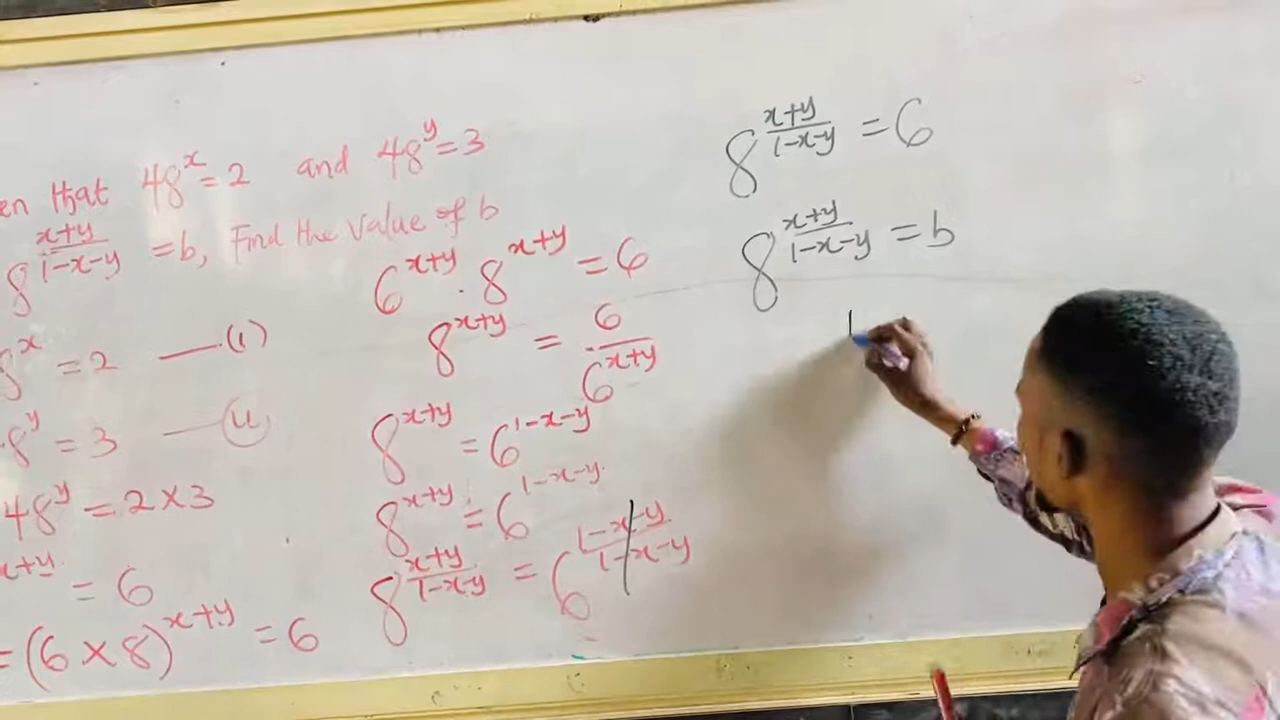 en that 48^x = 2 and 48^y = 3
8^((x+y)/(1-x-y)) = b, Find the value of b
8^x = 2 —(i)
8^y = 3 —(ii)
48^y = 2 × 3
x+y = 6
= (6 × 8)^(x+y) = 6
6^(x+y) . 8^(x+y) = 6
8^(x+y) = 6/6^(x+y)
8^(x+y) = 6^(1-x-y)
8^(x+y) = 6^(1-x-y)
8^((x+y)/(1-x-y)) = 6^((1-x-y)/(1-x-y))
8^((x+y)/(1-x-y)) = 6
8^((x+y)/(1-x-y)) = b